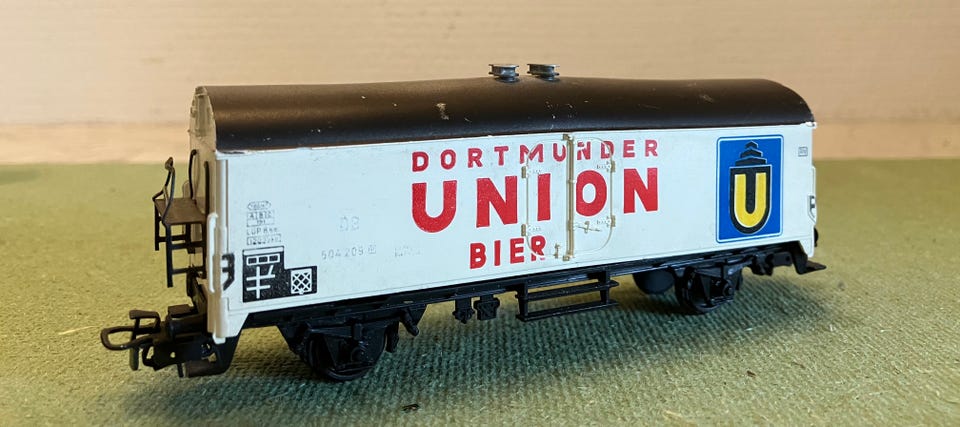 DORTMUNDER
UNION
BIER
U
DB
504 209